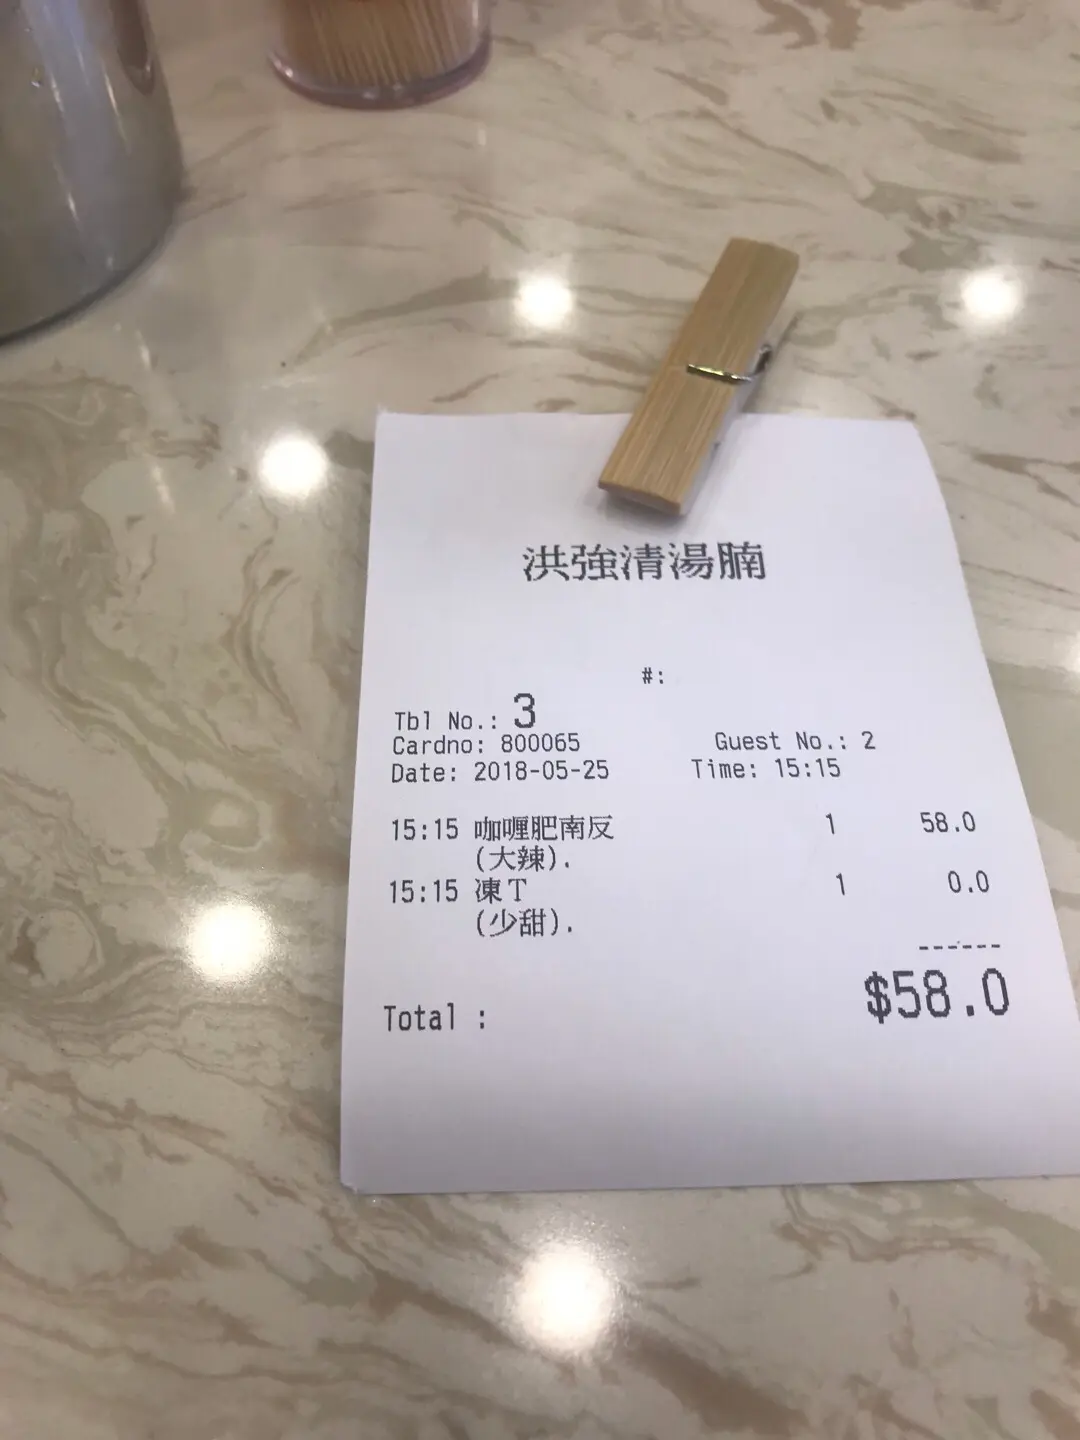 洪強清湯腩
#:
Tbl No.: 3
Cardno: 800065 Guest No.: 2
Date: 2018-05-25 Time: 15:15
15:15 咖喱肥南反 1 58.0
(大辣).
15:15 凍T 1 0.0
(少甜).
------
Total : $58.0